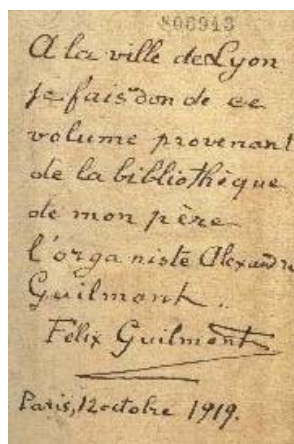 806913
A la ville de Lyon
je fais don de ce
volume provenant
de la bibliothèque
de mon père
l'organiste Alexandre
Guilmant.
Félix Guilmant
Paris, 12 octobre 1919.